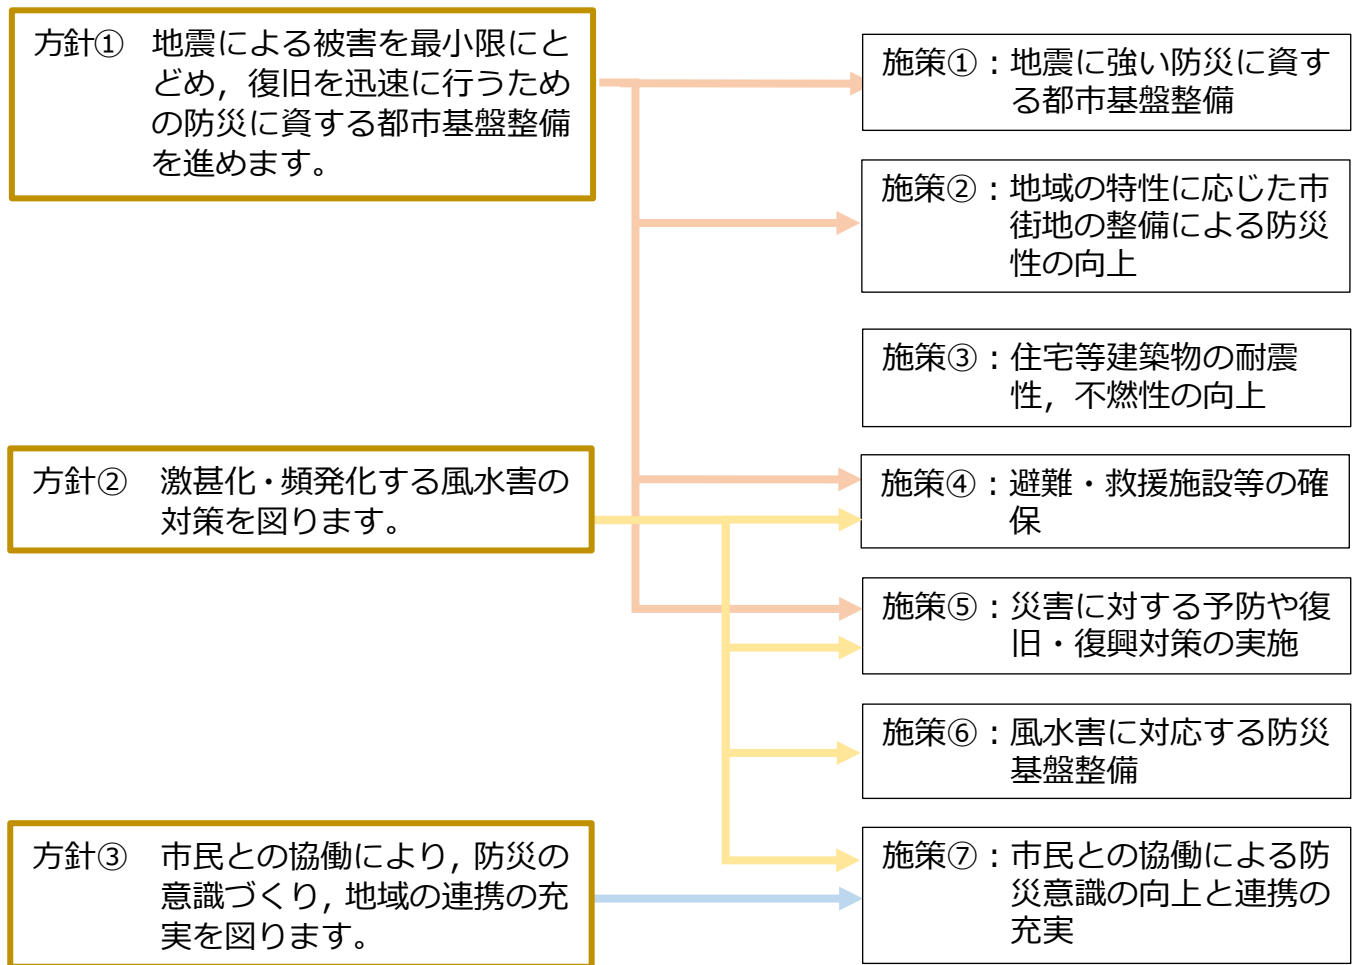 方針① 地震による被害を最小限にと
どめ，復旧を迅速に行うため
の防災に資する都市基盤整備
を進めます。
施策①：地震に強い防災に資す
る都市基盤整備
施策②：地域の特性に応じた市
街地の整備による防災
性の向上
施策③：住宅等建築物の耐震
性，不燃性の向上
方針② 激甚化・頻発化する風水害の
対策を図ります。
施策④：避難・救援施設等の確
保
施策⑤：災害に対する予防や復
旧・復興対策の実施
施策⑥：風水害に対応する防災
基盤整備
方針③ 市民との協働により，防災の
意識づくり，地域の連携の充
実を図ります。
施策⑦：市民との協働による防
災意識の向上と連携の
充実